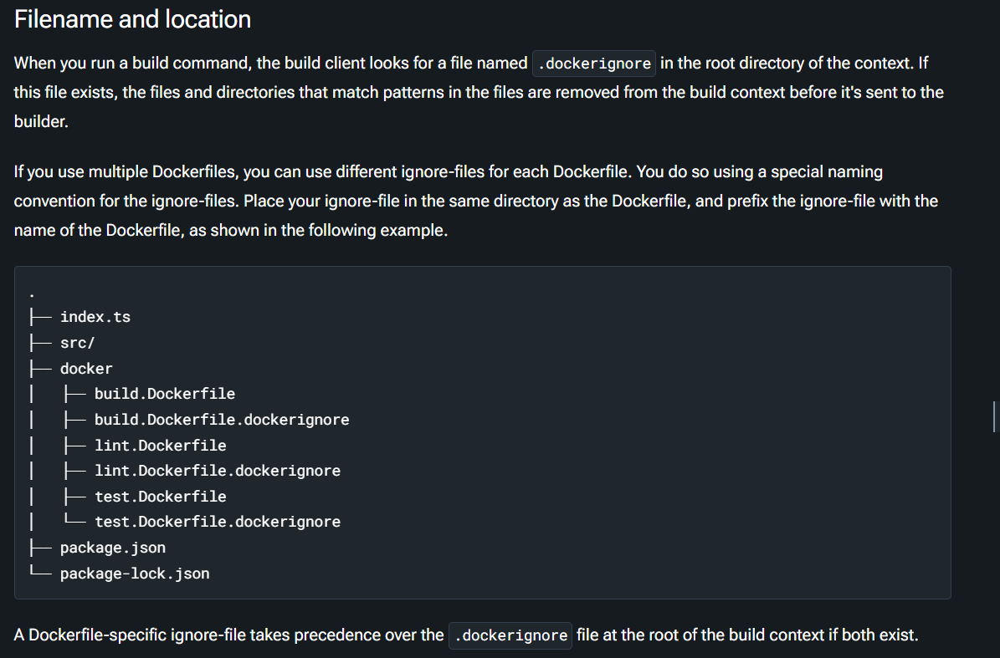 Filename and location
When you run a build command, the build client looks for a file named .dockerignore in the root directory of the context. If
this file exists, the files and directories that match patterns in the files are removed from the build context before it's sent to the
builder.
If you use multiple Dockerfiles, you can use different ignore-files for each Dockerfile. You do so using a special naming
convention for the ignore-files. Place your ignore-file in the same directory as the Dockerfile, and prefix the ignore-file with the
name of the Dockerfile, as shown in the following example.
.
├── index.ts
├── src/
├── docker
│   ├── build.Dockerfile
│   ├── build.Dockerfile.dockerignore
│   ├── lint.Dockerfile
│   ├── lint.Dockerfile.dockerignore
│   ├── test.Dockerfile
│   └── test.Dockerfile.dockerignore
├── package.json
└── package-lock.json
A Dockerfile-specific ignore-file takes precedence over the .dockerignore file at the root of the build context if both exist.